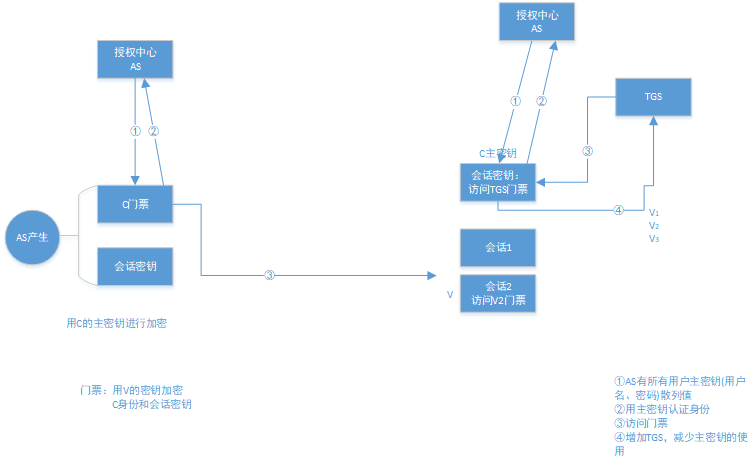 授权中心
AS
①
②
C门票
AS产生
会话密钥
③
用C的主密钥进行加密
门票：用V的密钥加密
C身份和会话密钥
授权中心
AS
①
②
TGS
C主密钥
③
会话密钥：
访问TGS门票
④
V1
V2
V3
会话1
V
会话2
访问V2门票
①AS有所有用户主密钥(用户
名、密码)散列值
②用主密钥认证身份
③访问门票
④增加TGS，减少主密钥的使
用